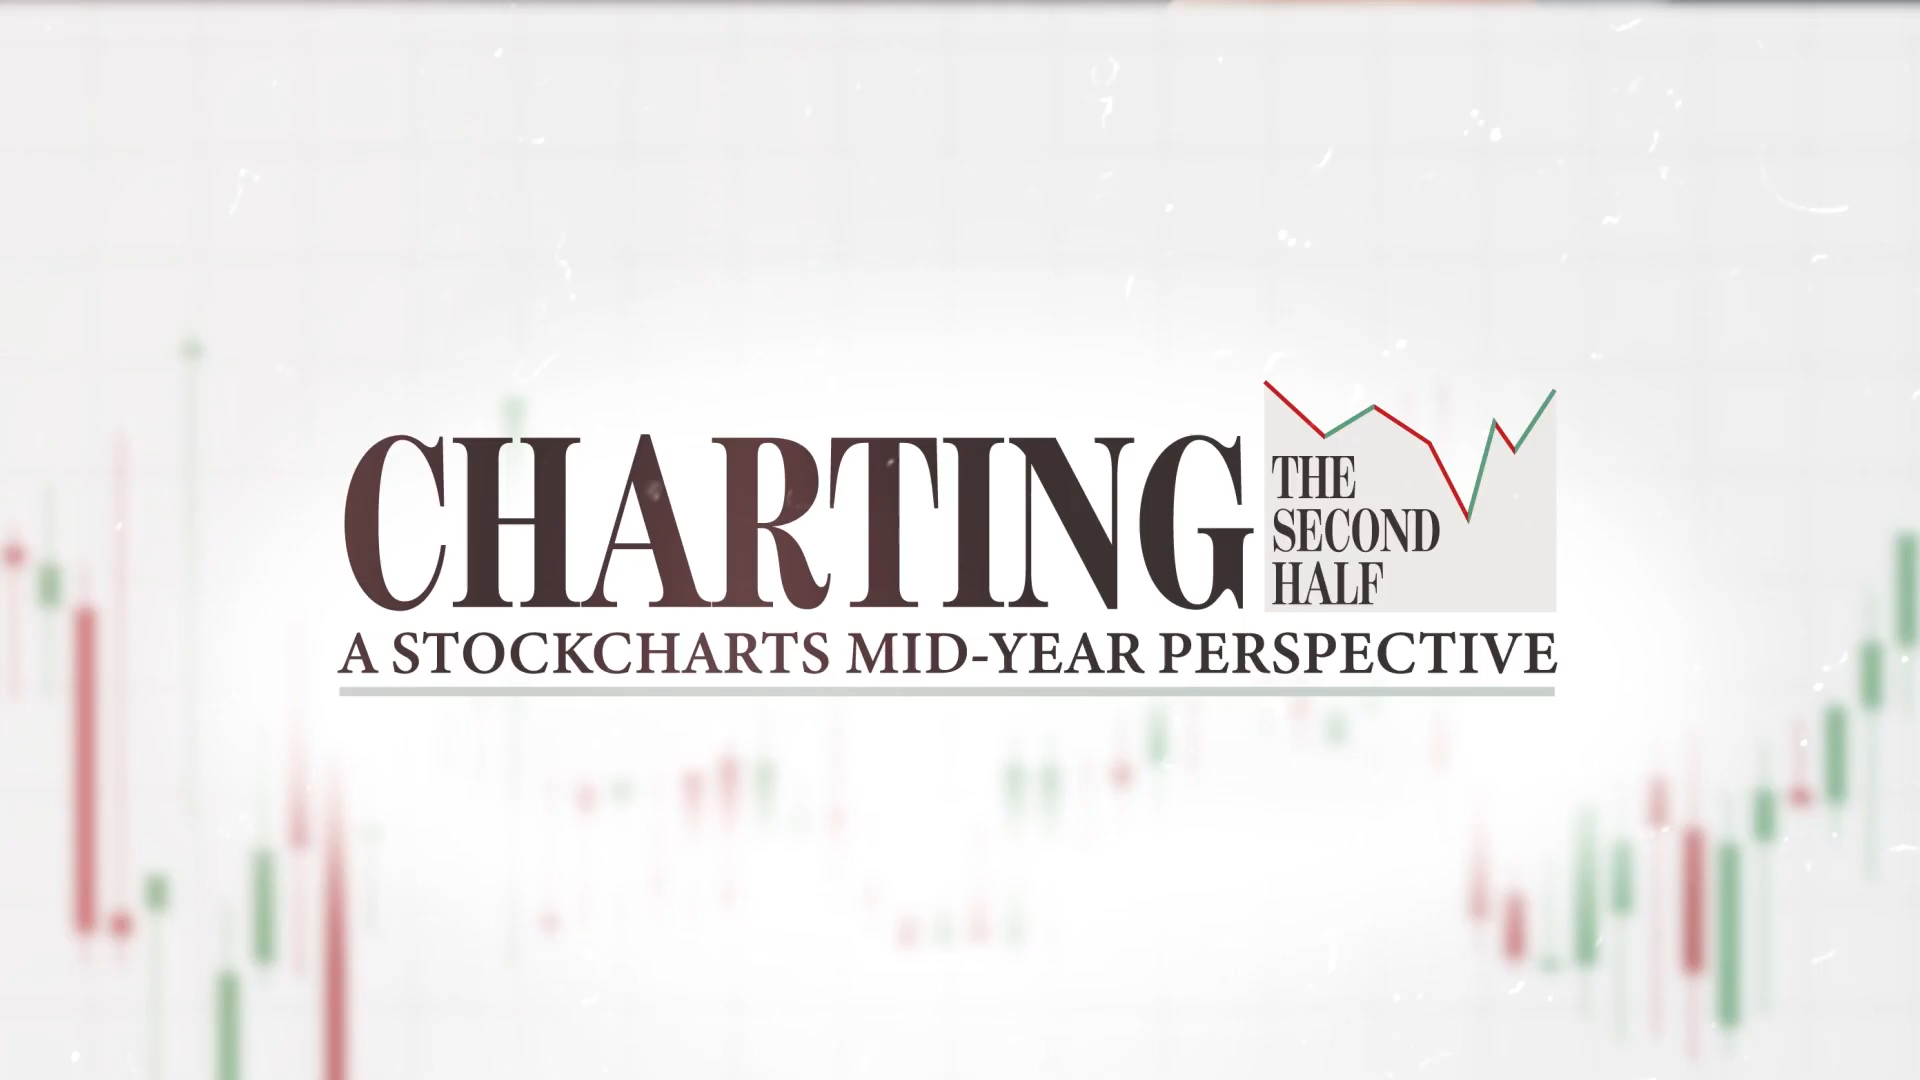 CHARTING
THE
SECOND
HALF
A STOCKCHARTS MID-YEAR PERSPECTIVE